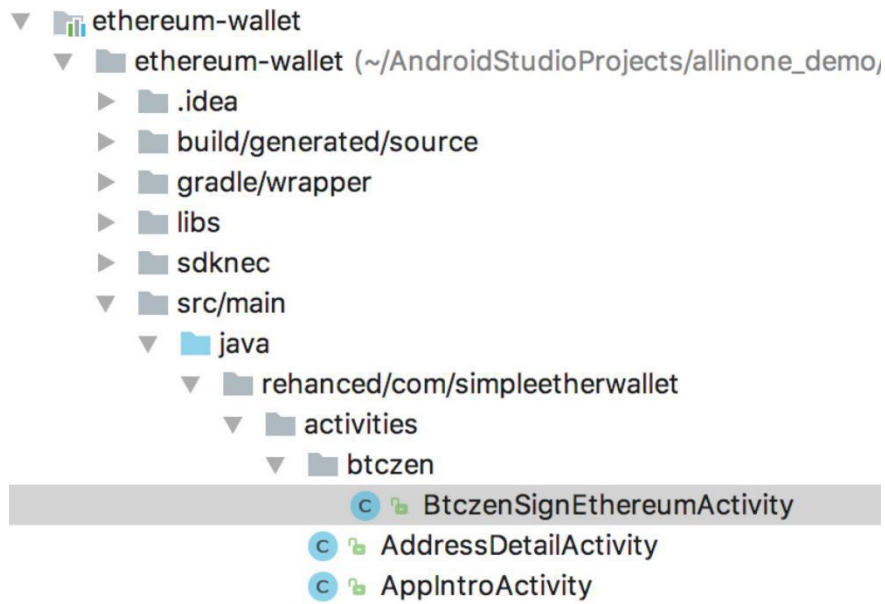 ethereum-wallet
ethereum-wallet (~/AndroidStudioProjects/allinone_demo/
.idea
build/generated/source
gradle/wrapper
libs
sdknec
src/main
java
rehanced/com/simpleetherwallet
activities
btczen
C BtczenSignEthereumActivity
C AddressDetailActivity
C AppIntroActivity